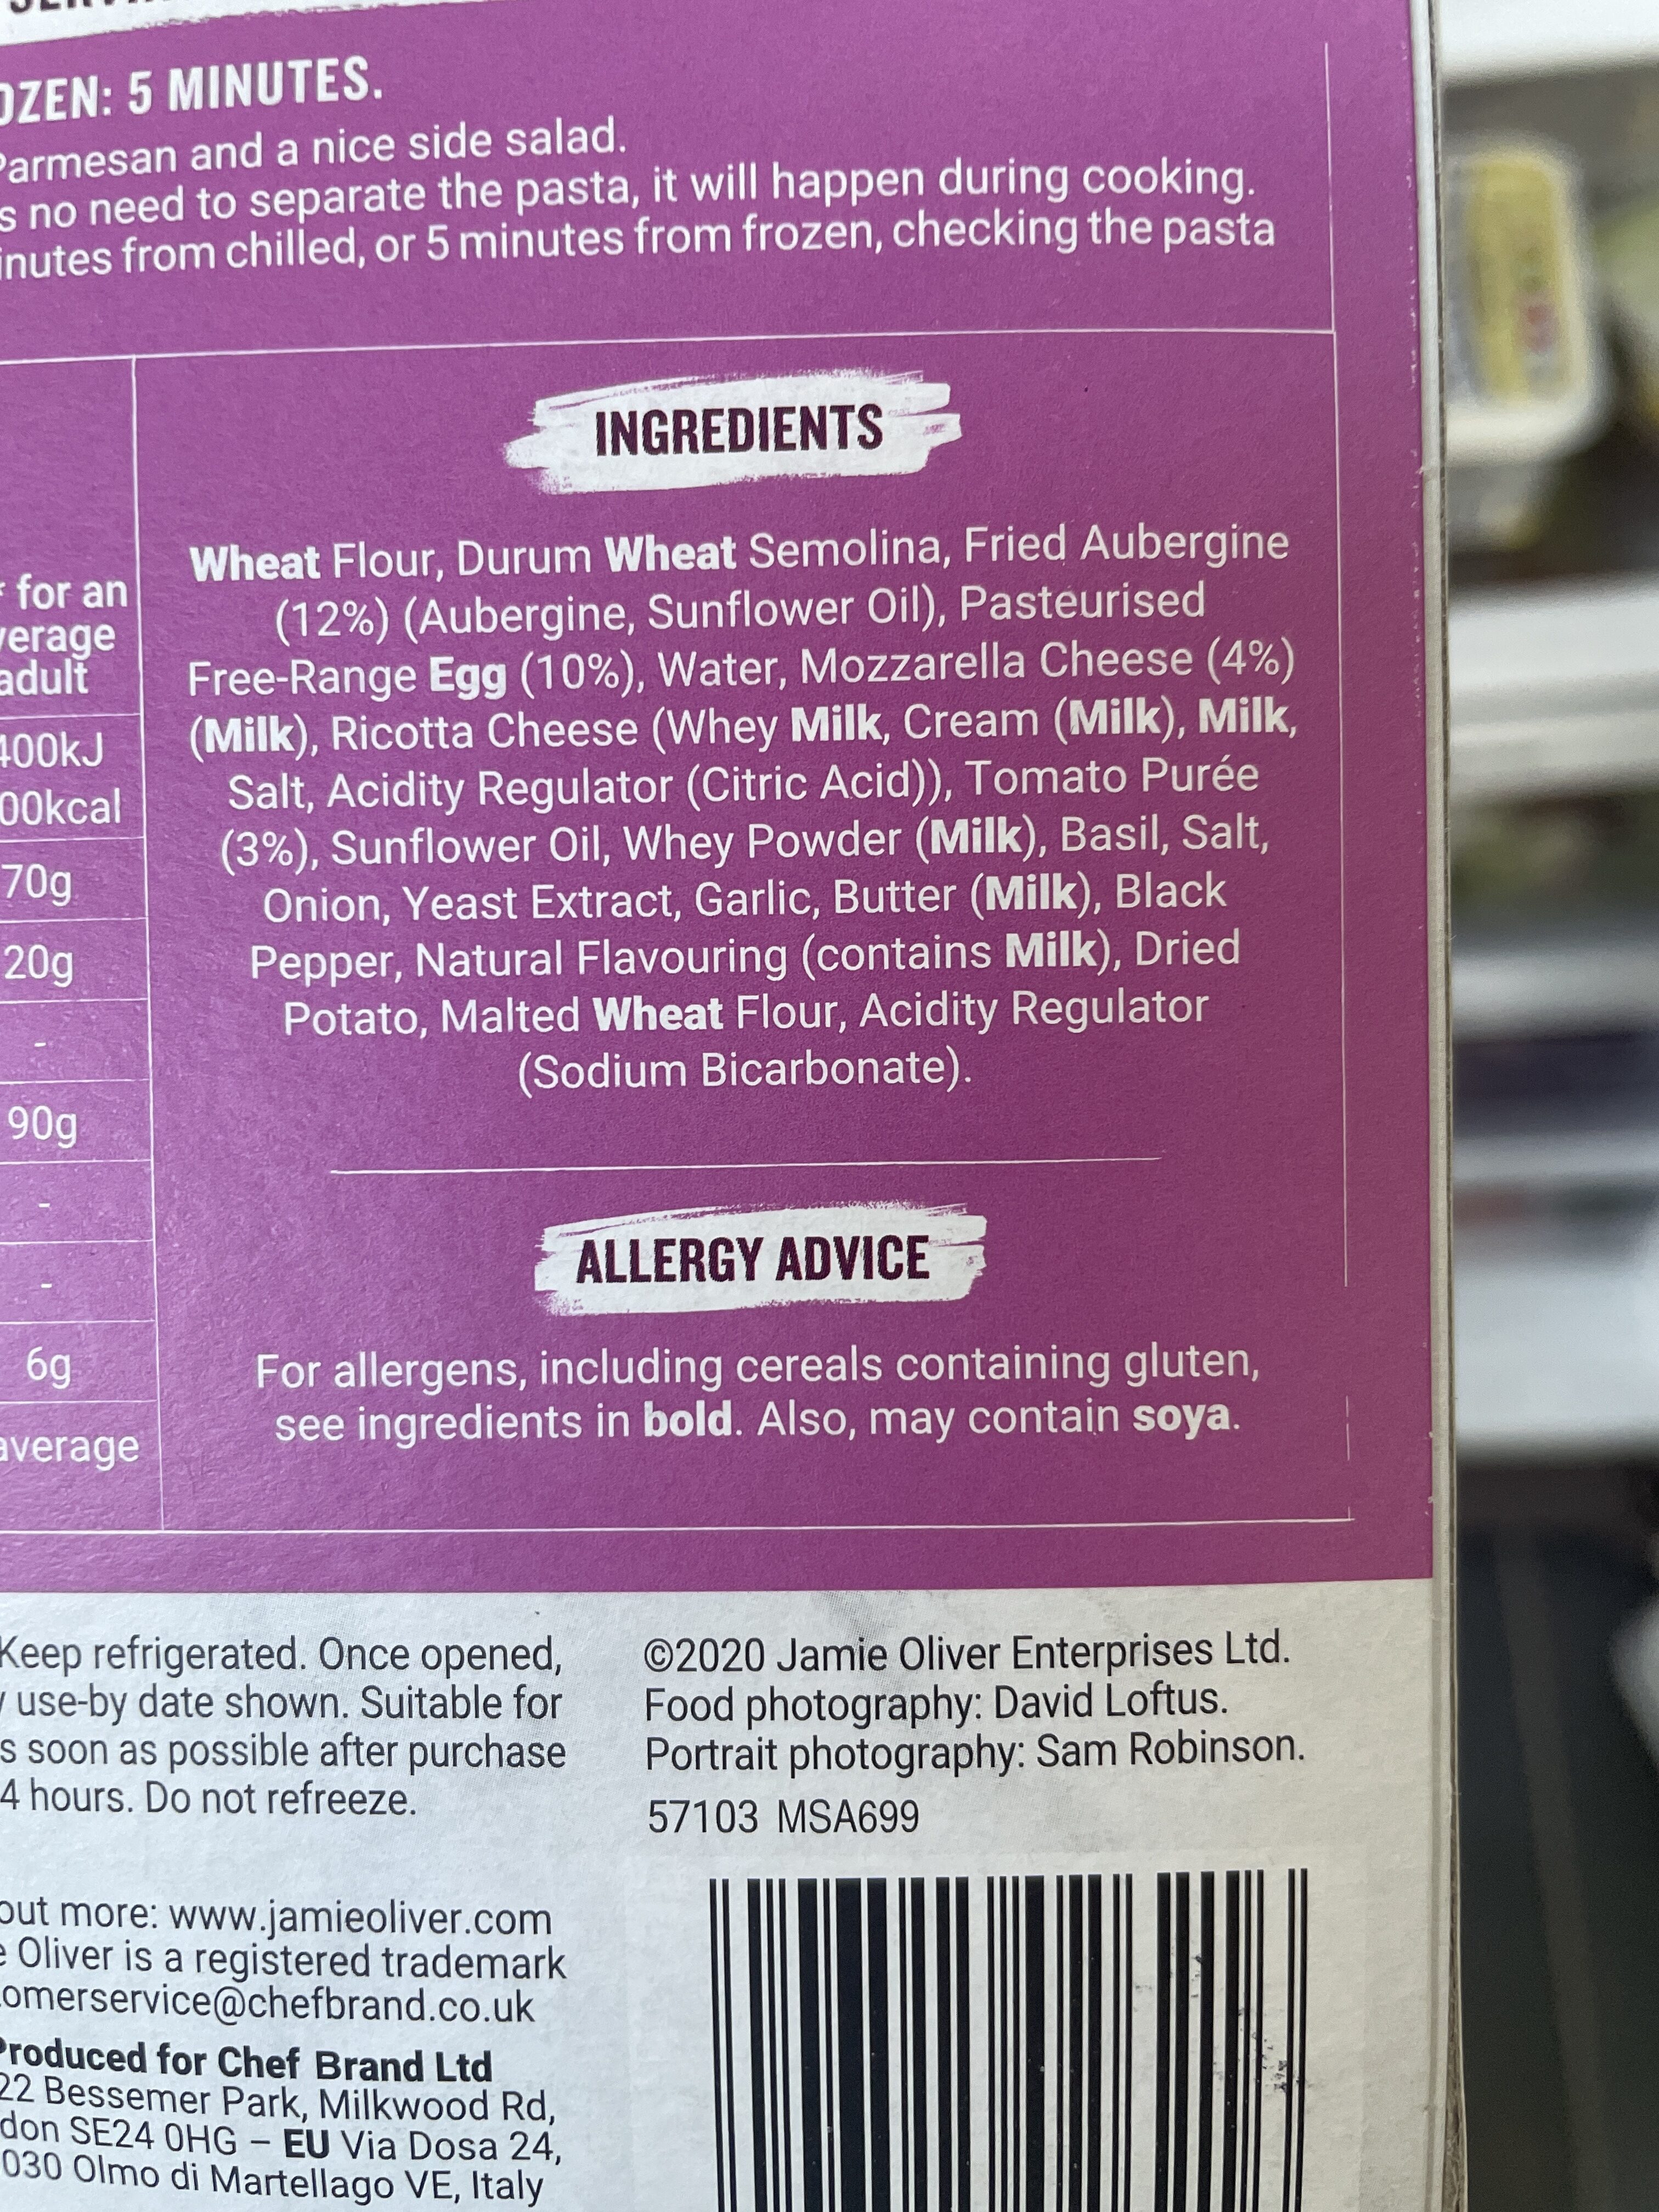 OZEN: 5 MINUTES.
Parmesan and a nice side salad.
s no need to separate the pasta, it will happen during cooking.
inutes from chilled, or 5 minutes from frozen, checking the pasta
INGREDIENTS
Wheat Flour, Durum Wheat Semolina, Fried Aubergine
(12%) (Aubergine, Sunflower Oil), Pasteurised
Free-Range Egg (10%), Water, Mozzarella Cheese (4%)
(Milk), Ricotta Cheese (Whey Milk, Cream (Milk), Milk,
Salt, Acidity Regulator (Citric Acid)), Tomato Purée
(3%), Sunflower Oil, Whey Powder (Milk), Basil, Salt,
Onion, Yeast Extract, Garlic, Butter (Milk), Black
Pepper, Natural Flavouring (contains Milk), Dried
Potato, Malted Wheat Flour, Acidity Regulator
(Sodium Bicarbonate).
for an
verage
adult
400kJ
00kcal
70g
20g
-
90g
-
-
6g
average
ALLERGY ADVICE
For allergens, including cereals containing gluten,
see ingredients in bold. Also, may contain soya.
Keep refrigerated. Once opened,
use-by date shown. Suitable for
s soon as possible after purchase
4 hours. Do not refreeze.
©2020 Jamie Oliver Enterprises Ltd.
Food photography: David Loftus.
Portrait photography: Sam Robinson.
57103 MSA699
out more: www.jamieoliver.com
e Oliver is a registered trademark
omerservice@chefbrand.co.uk
Produced for Chef Brand Ltd
22 Bessemer Park, Milkwood Rd,
don SE24 0HG – EU Via Dosa 24,
030 Olmo di Martellago VE, Italy